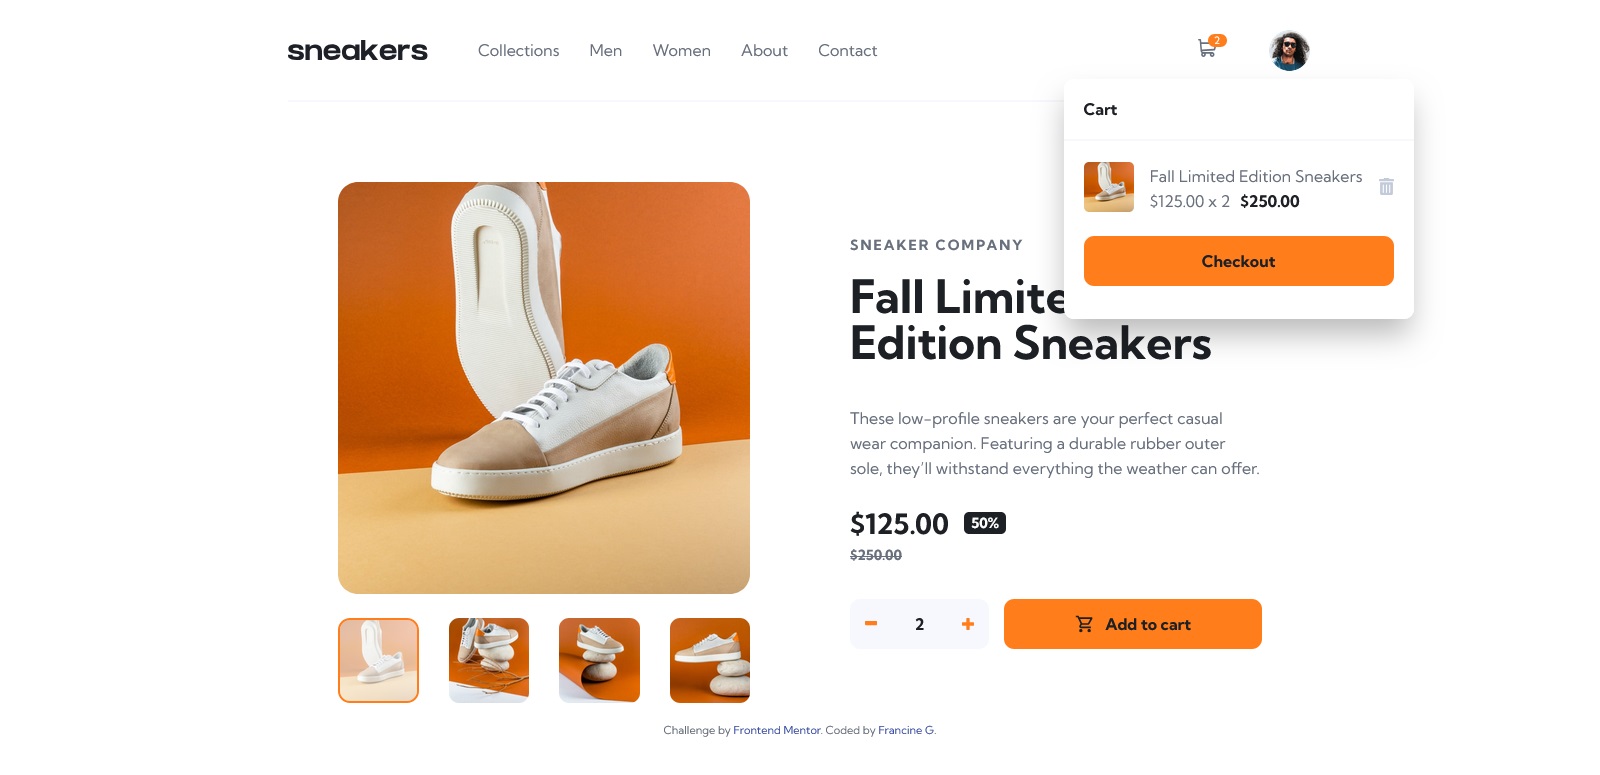 sneakers
Collections Men Women About Contact
2
Cart
Fall Limited Edition Sneakers
$125.00 x 2 $250.00
Checkout
SNEAKER COMPANY
Fall Limite
Edition Sneakers
These low-profile sneakers are your perfect casual
wear companion. Featuring a durable rubber outer
sole, they’ll withstand everything the weather can offer.
$125.00 50%
$250.00
2
Add to cart
Challenge by Frontend Mentor. Coded by Francine G.